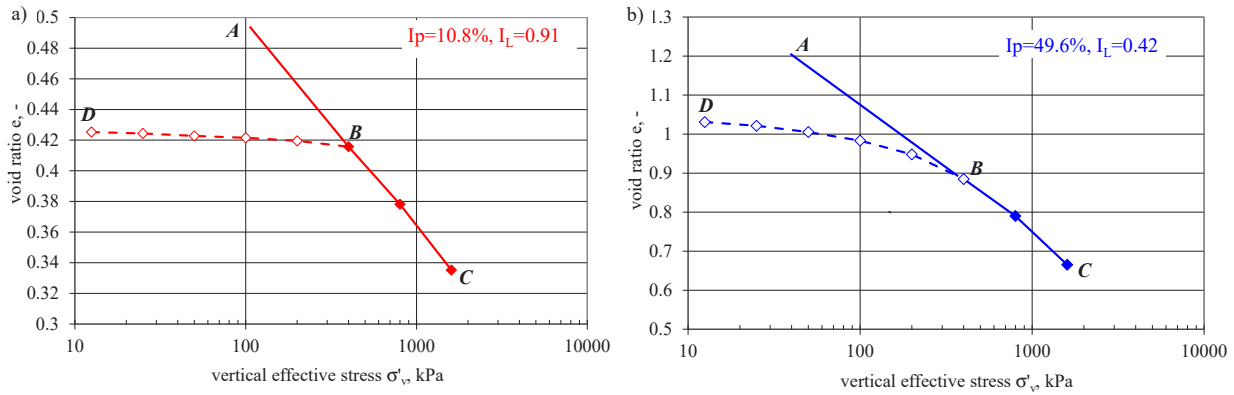 a)
0.5
0.48
0.46
0.44
0.42
0.4
0.38
0.36
0.34
0.32
0.3
void ratio e, -
A
Ip=10.8%, I_L=0.91
D
B
C
10
100
1000
10000
vertical effective stress σ'v, kPa
b)
1.3
1.2
1.1
1
0.9
0.8
0.7
0.6
0.5
void ratio e, -
A
Ip=49.6%, I_L=0.42
D
B
C
10
100
1000
10000
vertical effective stress σ'v, kPa